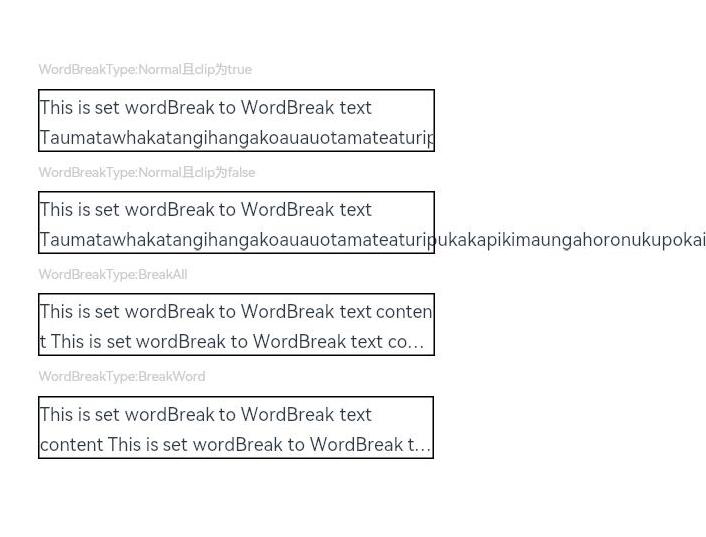 WordBreakType:Normal且clip为true
This is set wordBreak to WordBreak text
Taumatawhakatangihangakoauauotamateaturip
WordBreakType:Normal且clip为false
This is set wordBreak to WordBreak text
Taumatawhakatangihangakoauauotamateaturipukakapikimaungahoronukupokai
WordBreakType:BreakAll
This is set wordBreak to WordBreak text conten
t This is set wordBreak to WordBreak text co...
WordBreakType:BreakWord
This is set wordBreak to WordBreak text
content This is set wordBreak to WordBreak t...